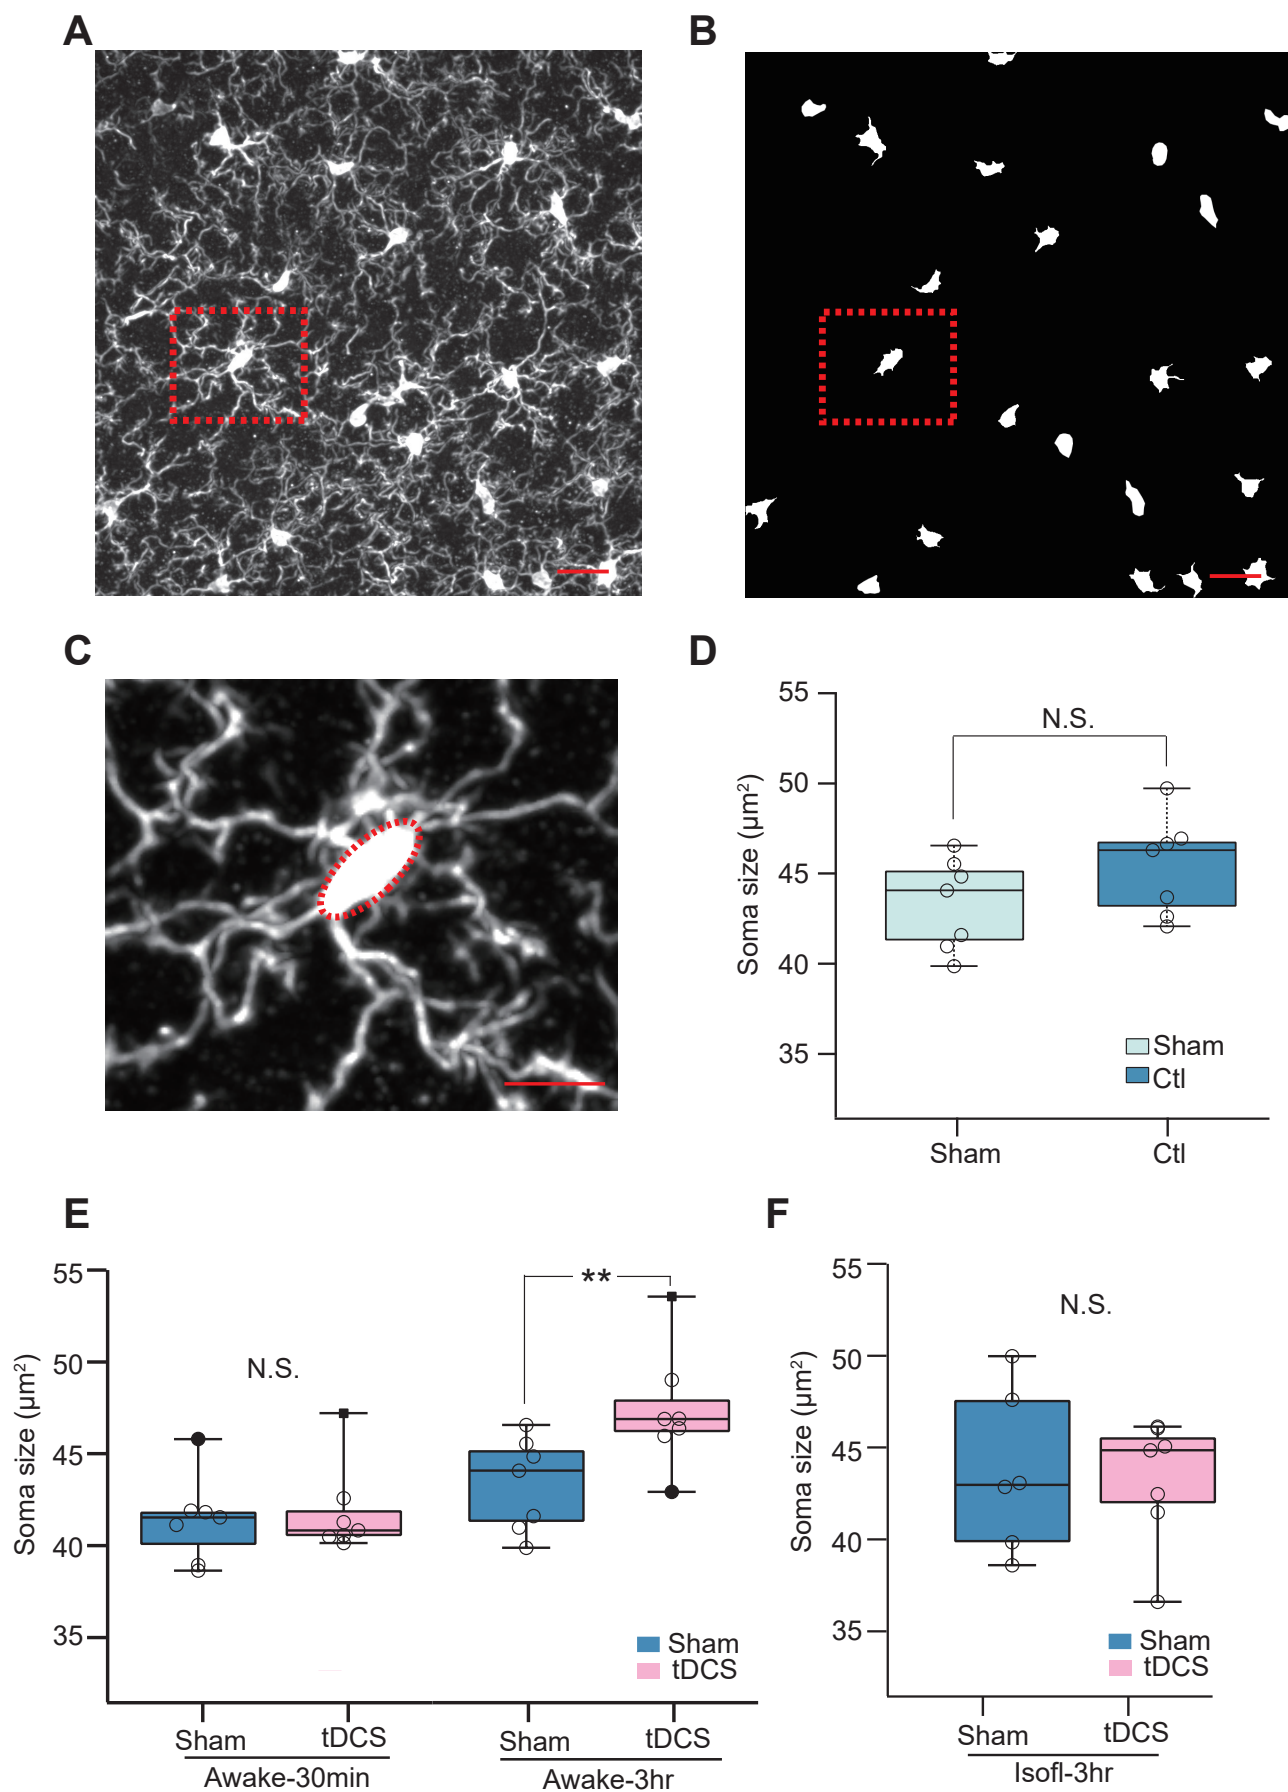 A
B
C
D
55
50
45
40
35
Soma size (µm²)
N.S.
Sham
Ctl
Sham
Ctl
E
55
50
45
40
35
Soma size (µm²)
N.S.
**
Sham
tDCS
Sham
tDCS
Sham
tDCS
Awake-30min
Awake-3hr
F
55
50
45
40
35
Soma size (µm²)
N.S.
Sham
tDCS
Sham
tDCS
Isofl-3hr